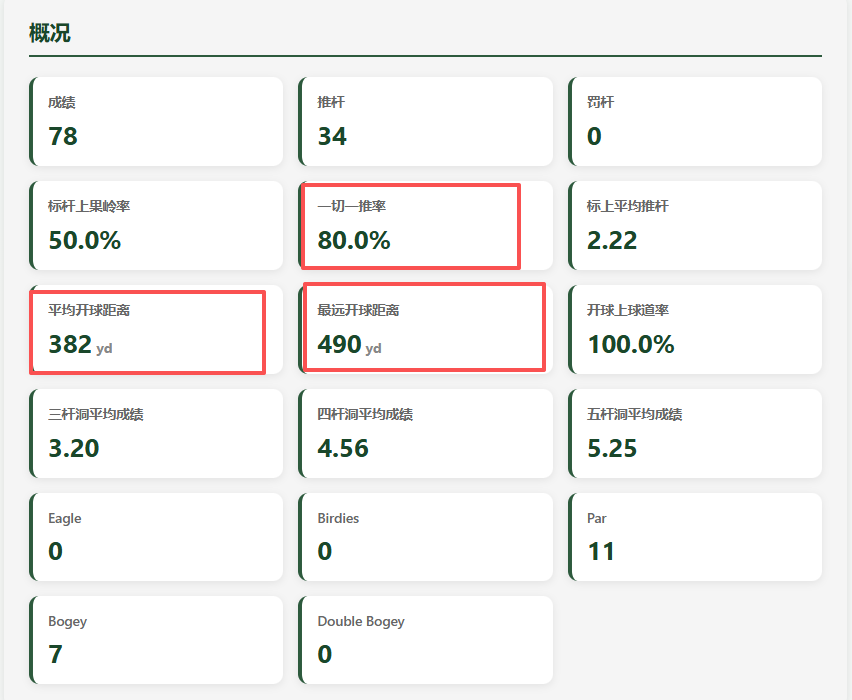 概况
成绩
78
推杆
34
罚杆
0
标杆上果岭率
50.0%
一切一推率
80.0%
标上平均推杆
2.22
平均开球距离
382 yd
最远开球距离
490 yd
开球上球道率
100.0%
三杆洞平均成绩
3.20
四杆洞平均成绩
4.56
五杆洞平均成绩
5.25
Eagle
0
Birdies
0
Par
11
Bogey
7
Double Bogey
0